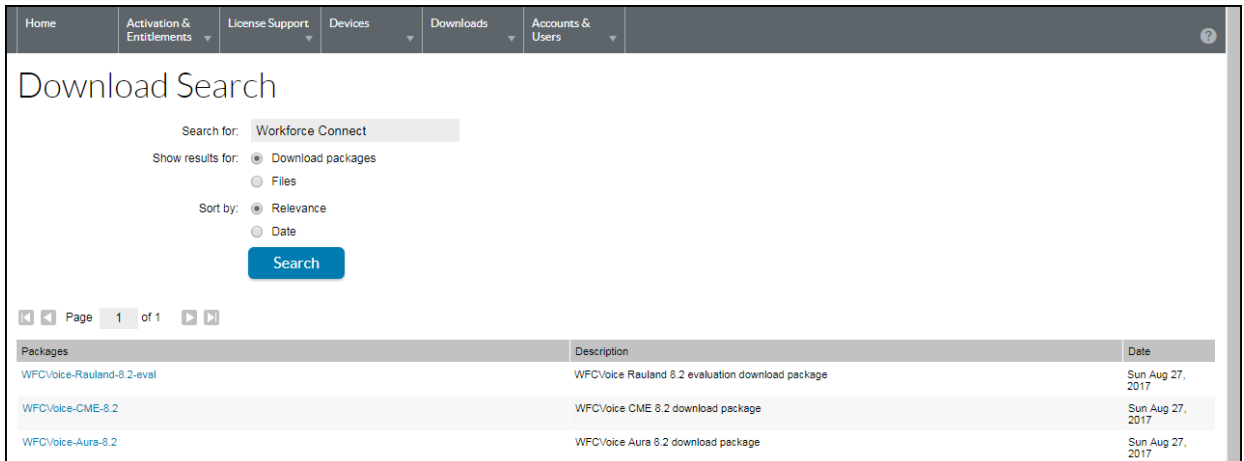 Home Activation & License Support Devices Downloads Accounts &
Entitlements Users ?
Download Search
Search for: Workforce Connect
Show results for: Download packages
Files
Sort by: Relevance
Date
Search
Page 1 of 1
Packages Description Date
WFCVoice-Rauland-8.2-eval WFCVoice Rauland 8.2 evaluation download package Sun Aug 27,
2017
WFCVoice-CME-8.2 WFCVoice CME 8.2 download package Sun Aug 27,
2017
WFCVoice-Aura-8.2 WFCVoice Aura 8.2 download package Sun Aug 27,
2017